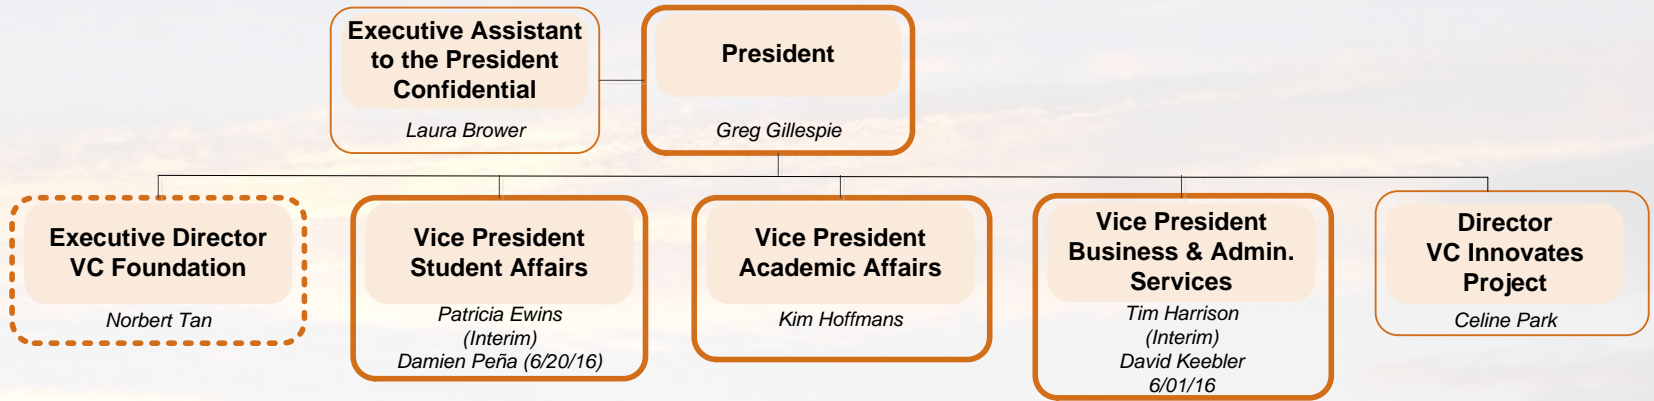 Executive Assistant
to the President
Confidential
Laura Brower
President
Greg Gillespie
Executive Director
VC Foundation
Norbert Tan
Vice President
Student Affairs
Patricia Ewins
(Interim)
Damien Peña (6/20/16)
Vice President
Academic Affairs
Kim Hoffmans
Vice President
Business & Admin.
Services
Tim Harrison
(Interim)
David Keebler
6/01/16
Director
VC Innovates
Project
Celine Park